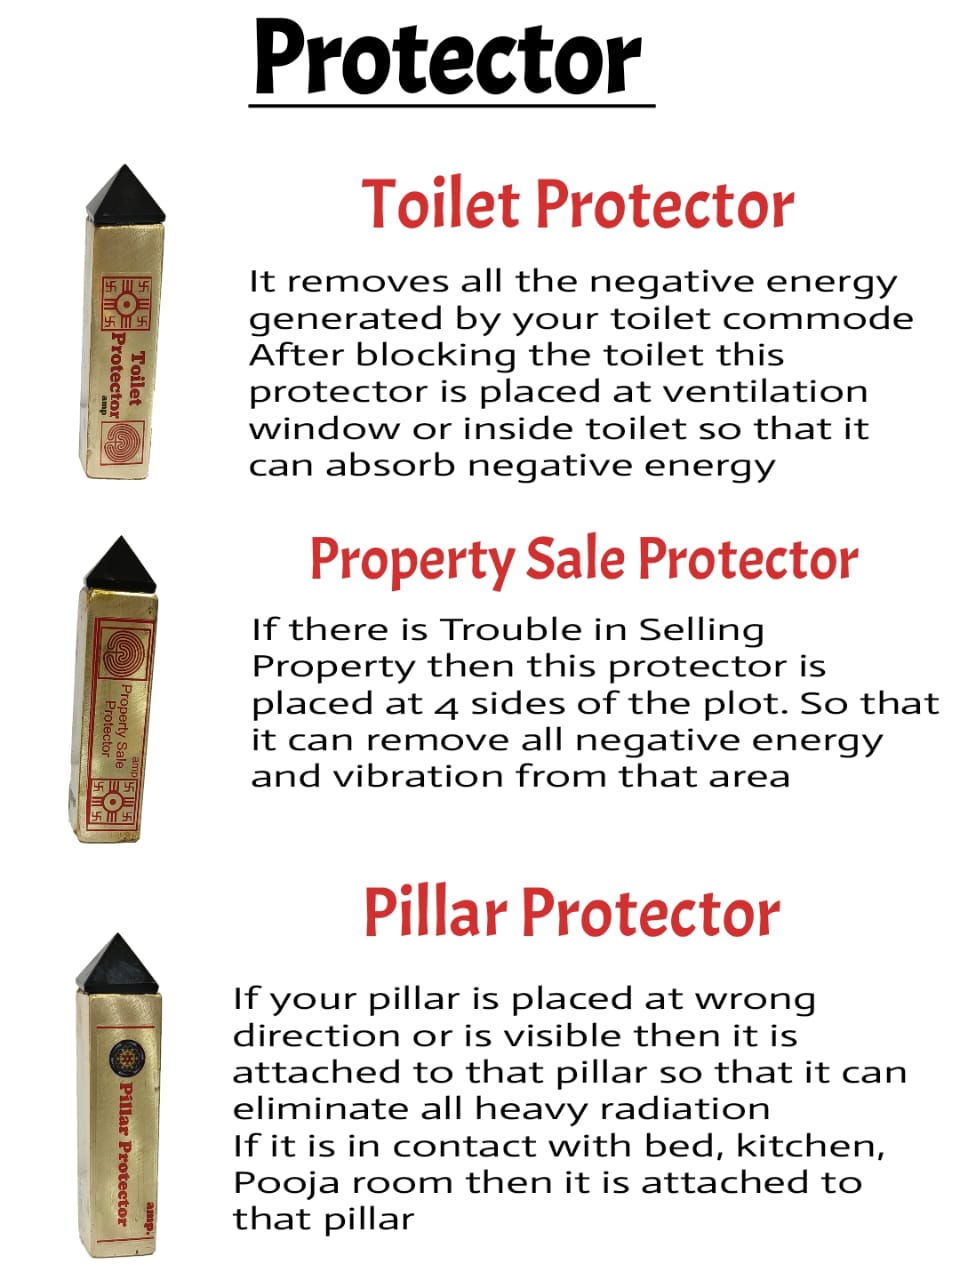 Protector
Toilet Protector
It removes all the negative energy
generated by your toilet commode
After blocking the toilet this
protector is placed at ventilation
window or inside toilet so that it
can absorb negative energy
Toilet
Protector
amp
Property Sale Protector
If there is Trouble in Selling
Property then this protector is
placed at 4 sides of the plot. So that
it can remove all negative energy
and vibration from that area
Property Sale
Protector
amp
Pillar Protector
If your pillar is placed at wrong
direction or is visible then it is
attached to that pillar so that it can
eliminate all heavy radiation
If it is in contact with bed, kitchen,
Pooja room then it is attached to
that pillar
Pillar Protector
amp.